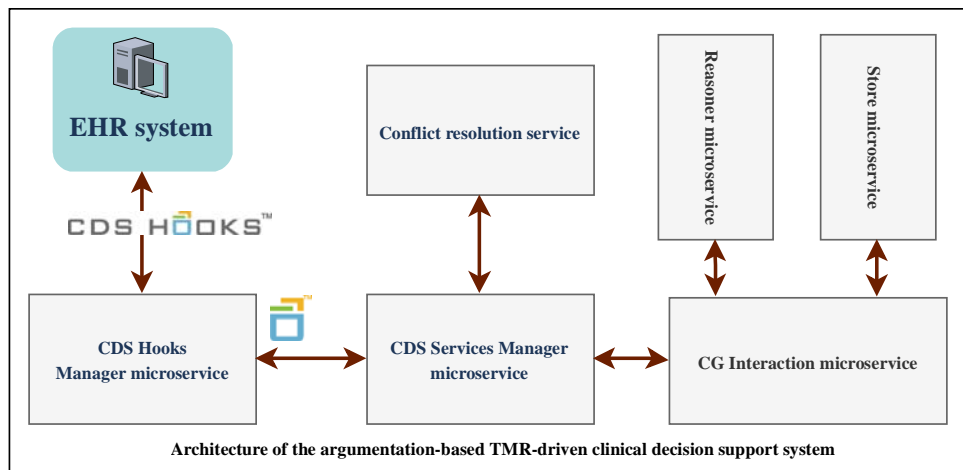 EHR system
CDS HOOKS™
Conflict resolution service
Reasoner microservice
Store microservice
CDS Hooks
Manager microservice
™
CDS Services Manager
microservice
CG Interaction microservice
Architecture of the argumentation-based TMR-driven clinical decision support system